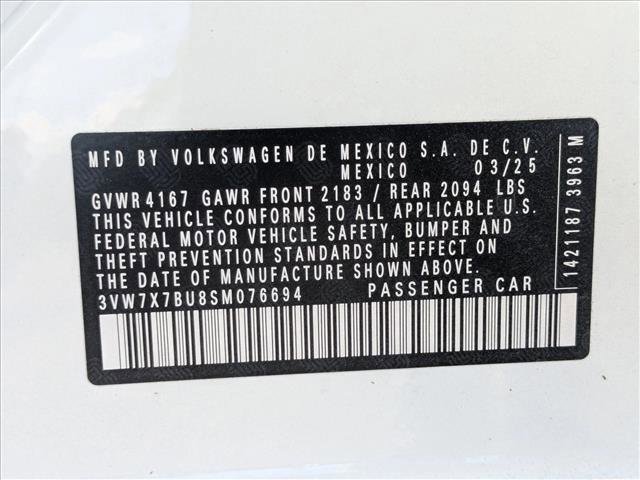 MFD BY VOLKSWAGEN DE MEXICO S.A. DE C.V.
MEXICO 03/25
GVWR 4167 GAWR FRONT 2183 / REAR 2094 LBS
THIS VEHICLE CONFORMS TO ALL APPLICABLE U.S.
FEDERAL MOTOR VEHICLE SAFETY, BUMPER AND
THEFT PREVENTION STANDARDS IN EFFECT ON
THE DATE OF MANUFACTURE SHOWN ABOVE.
3VW7X7BU8SM076694 PASSENGER CAR
1421187 3963 M